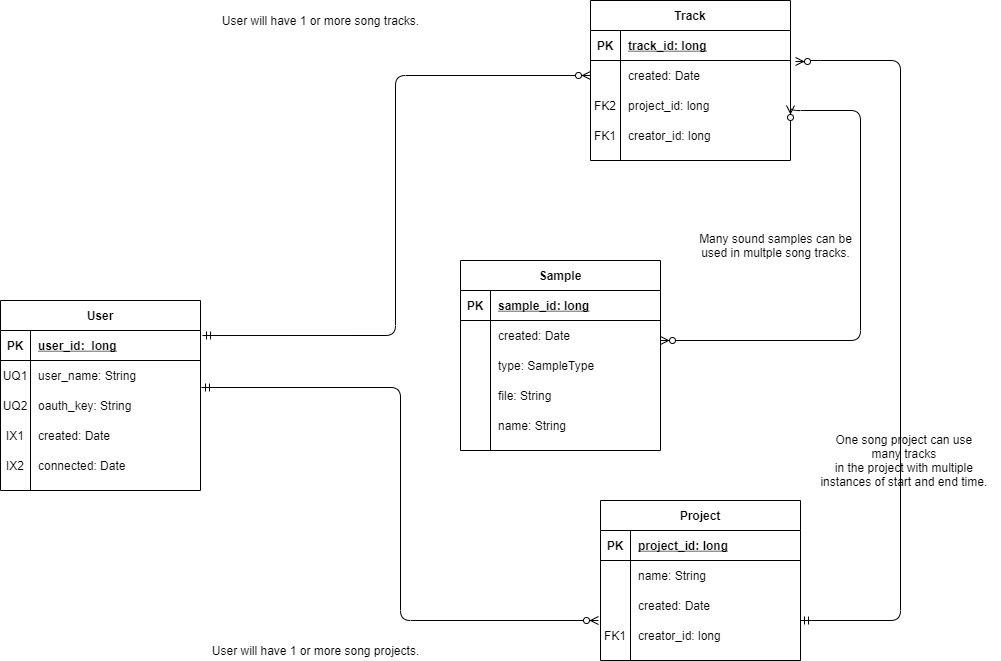 User will have 1 or more song tracks.
Track
PK track_id: long
created: Date
FK2 project_id: long
FK1 creator_id: long
Many sound samples can be
used in multple song tracks.
Sample
PK sample_id: long
created: Date
type: SampleType
file: String
name: String
User
PK user_id: long
UQ1 user_name: String
UQ2 oauth_key: String
IX1 created: Date
IX2 connected: Date
One song project can use
many tracks
in the project with multiple
instances of start and end time.
Project
PK project_id: long
name: String
created: Date
FK1 creator_id: long
User will have 1 or more song projects.